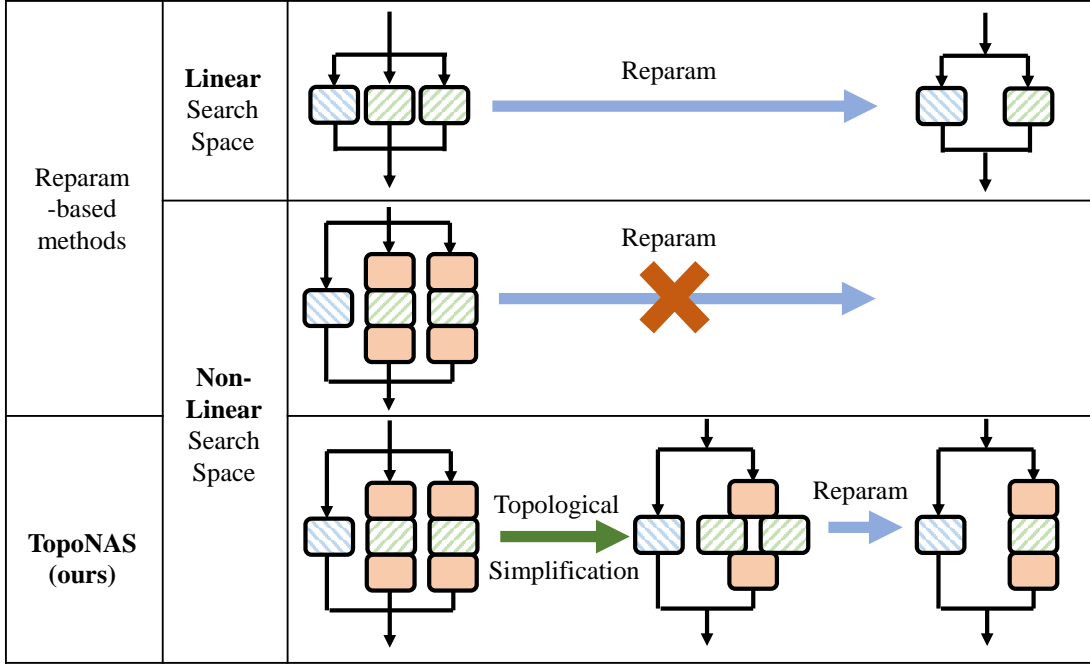 Reparam
-based
methods
Linear
Search
Space
Reparam
Non-
Linear
Search
Space
Reparam
TopoNAS
(ours)
Topological
Simplification
Reparam